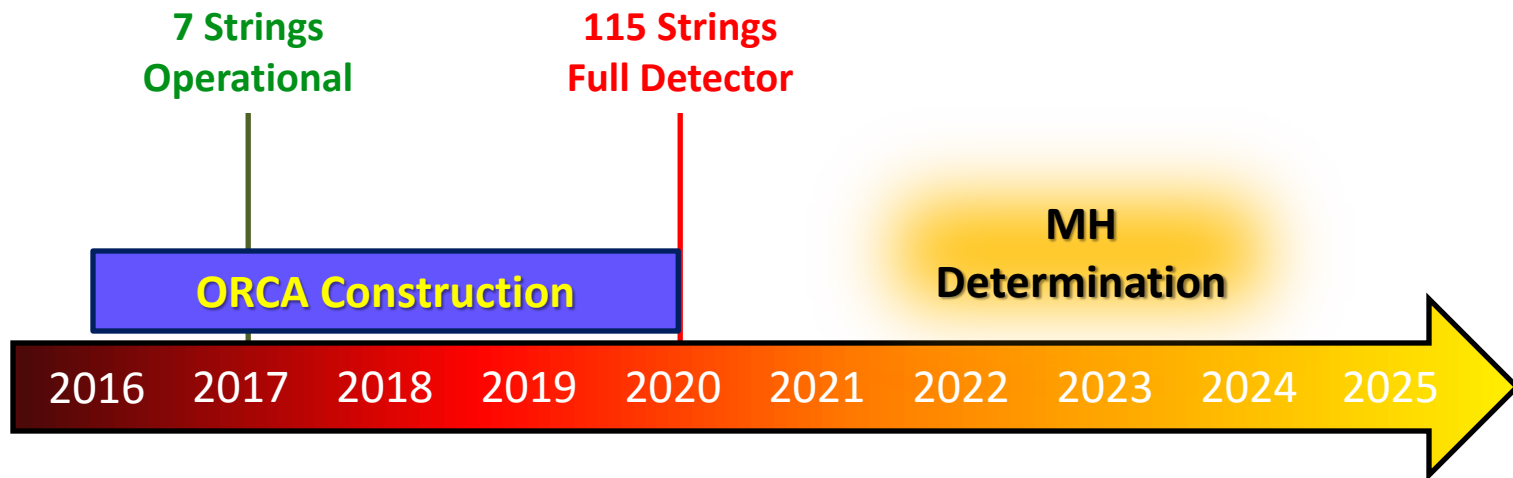 7 Strings
Operational
115 Strings
Full Detector
MH
Determination
ORCA Construction
2016 2017 2018 2019 2020 2021 2022 2023 2024 2025